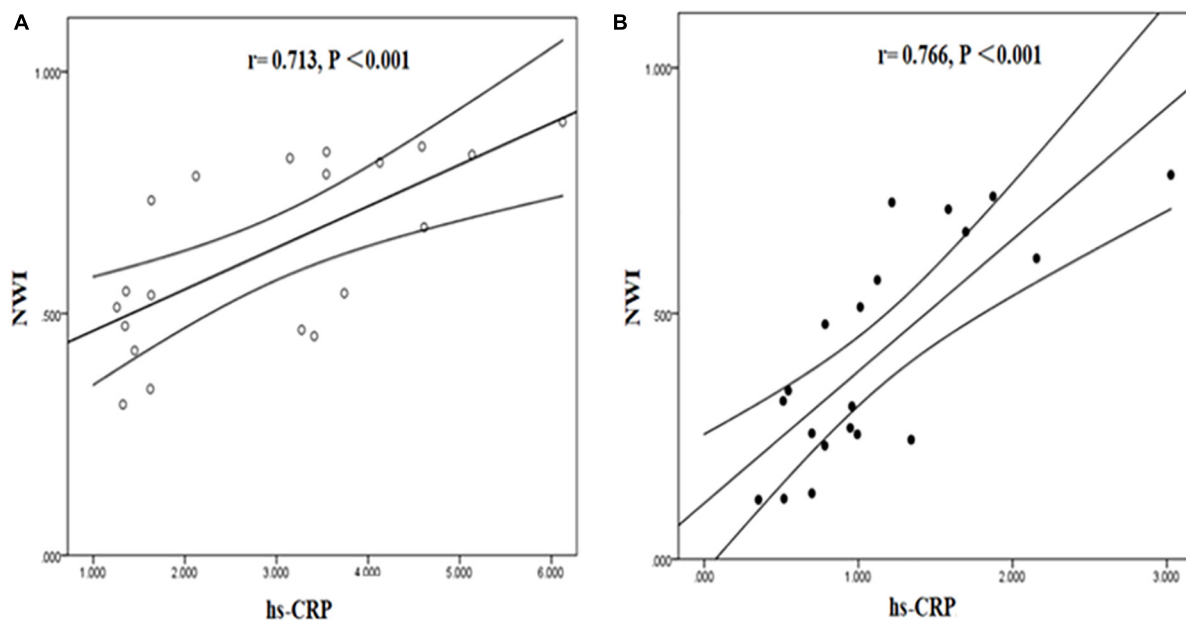 A
r= 0.713, P <0.001
1.000
.500
.000
NWI
1.000 2.000 3.000 4.000 5.000 6.000
hs-CRP
B
r= 0.766, P <0.001
1.000
.500
.000
NWI
.000 1.000 2.000 3.000
hs-CRP